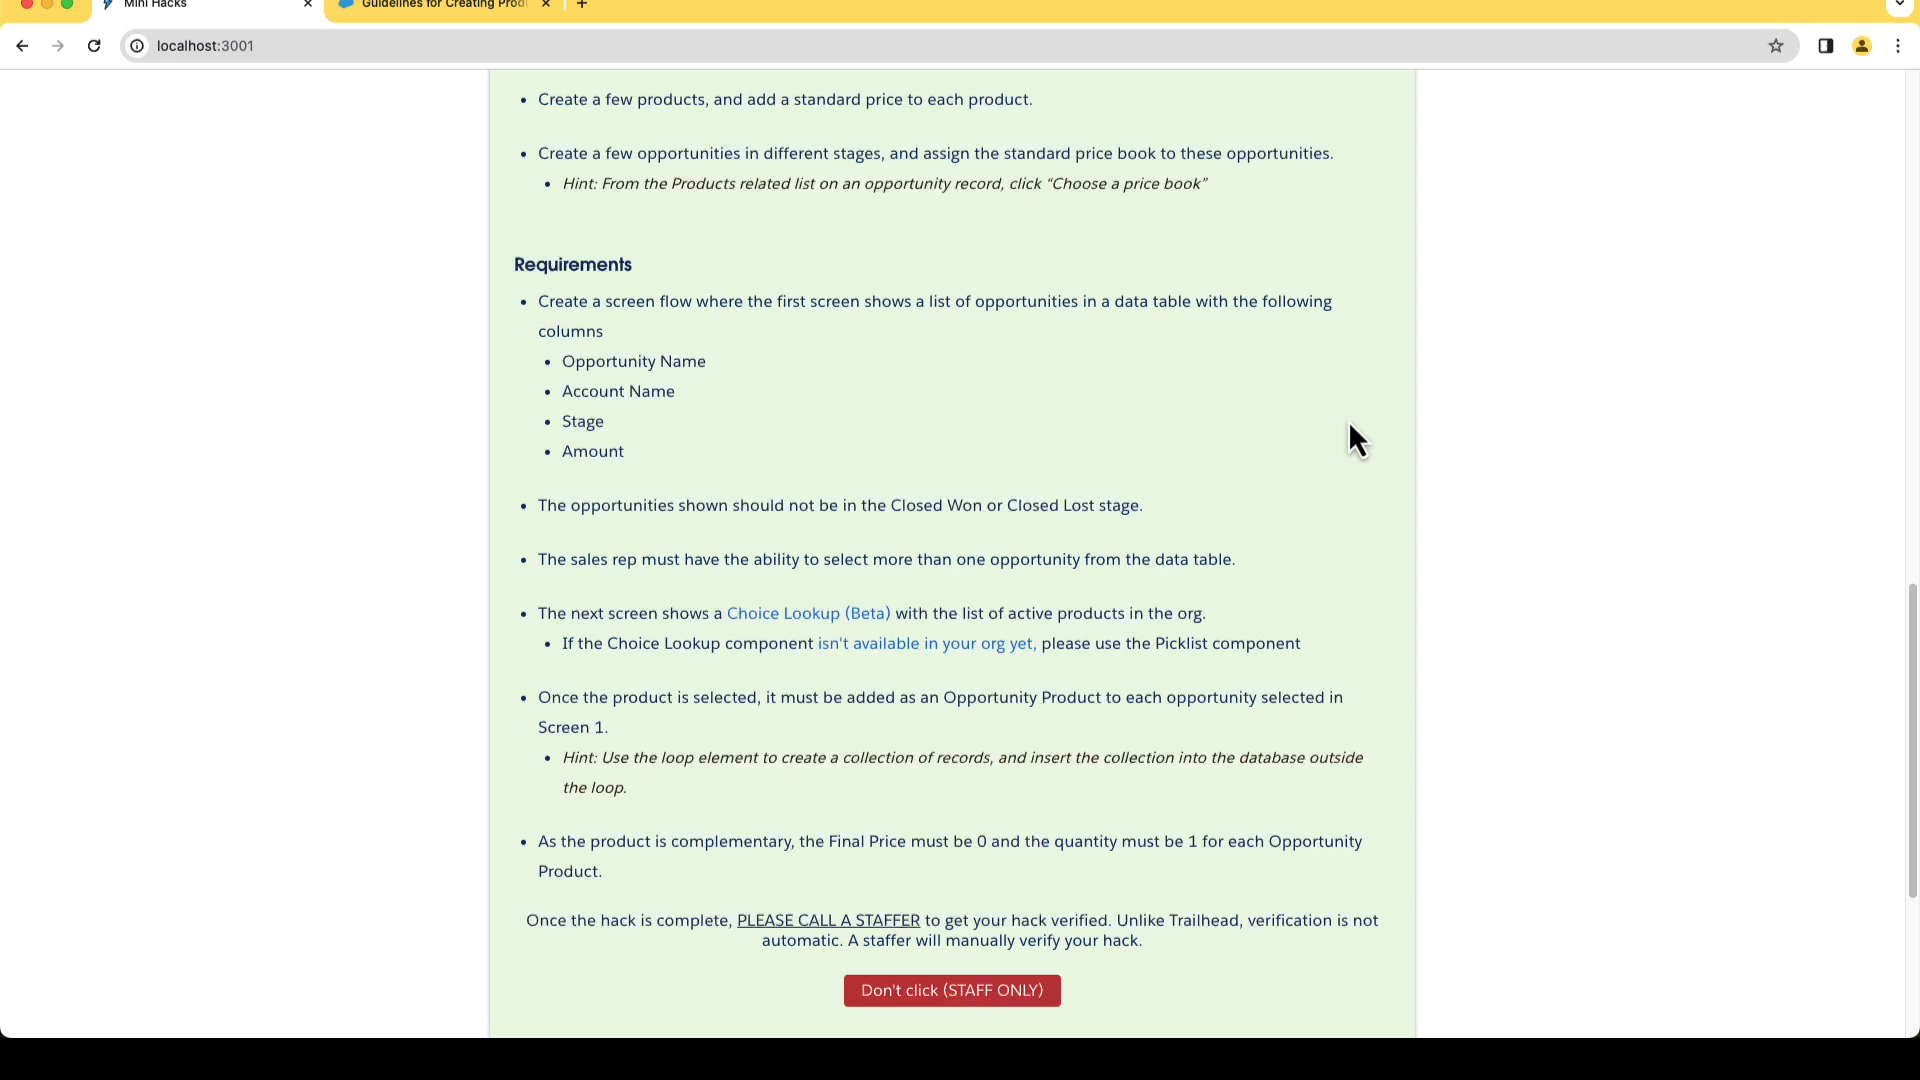 Mini Hacks
Guidelines for Creating Prod
localhost:3001
Create a few products, and add a standard price to each product.
Create a few opportunities in different stages, and assign the standard price book to these opportunities.
Hint: From the Products related list on an opportunity record, click “Choose a price book”
Requirements
Create a screen flow where the first screen shows a list of opportunities in a data table with the following
columns
Opportunity Name
Account Name
Stage
Amount
The opportunities shown should not be in the Closed Won or Closed Lost stage.
The sales rep must have the ability to select more than one opportunity from the data table.
The next screen shows a Choice Lookup (Beta) with the list of active products in the org.
If the Choice Lookup component isn't available in your org yet, please use the Picklist component
Once the product is selected, it must be added as an Opportunity Product to each opportunity selected in
Screen 1.
Hint: Use the loop element to create a collection of records, and insert the collection into the database outside
the loop.
As the product is complementary, the Final Price must be 0 and the quantity must be 1 for each Opportunity
Product.
Once the hack is complete, PLEASE CALL A STAFFER to get your hack verified. Unlike Trailhead, verification is not
automatic. A staffer will manually verify your hack.
Don't click (STAFF ONLY)